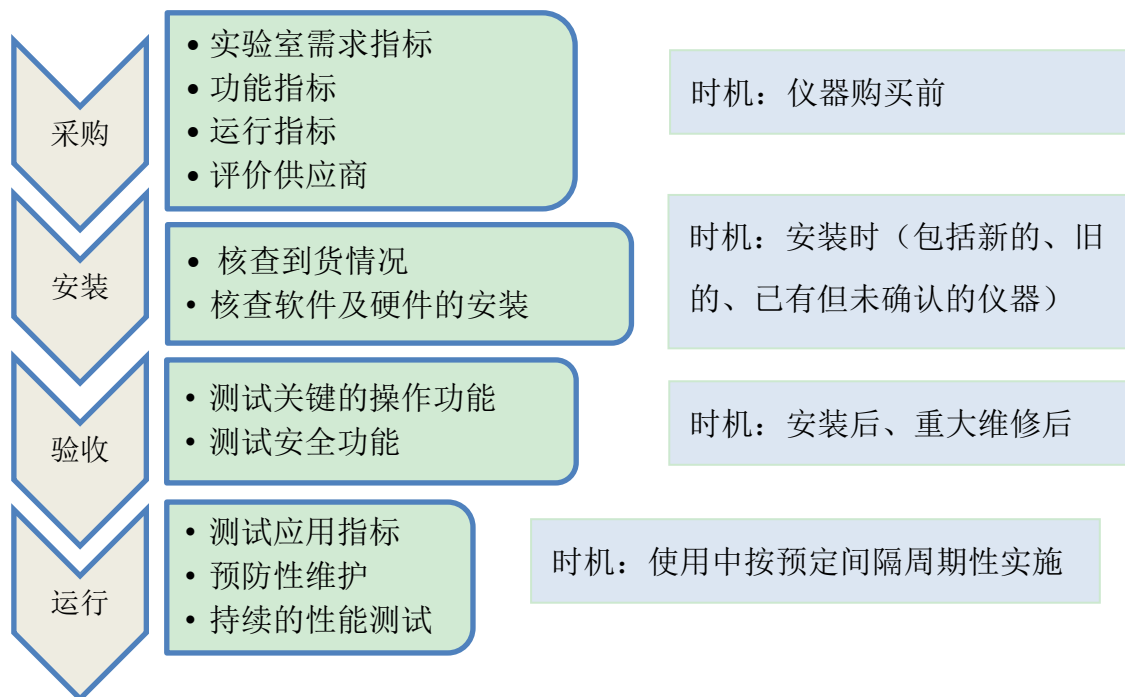 采购
• 实验室需求指标
• 功能指标
• 运行指标
• 评价供应商
时机：仪器购买前
安装
• 核查到货情况
• 核查软件及硬件的安装
时机：安装时（包括新的、旧
的、已有但未确认的仪器）
验收
• 测试关键的操作功能
• 测试安全功能
时机：安装后、重大维修后
运行
• 测试应用指标
• 预防性维护
• 持续的性能测试
时机：使用中按预定间隔周期性实施